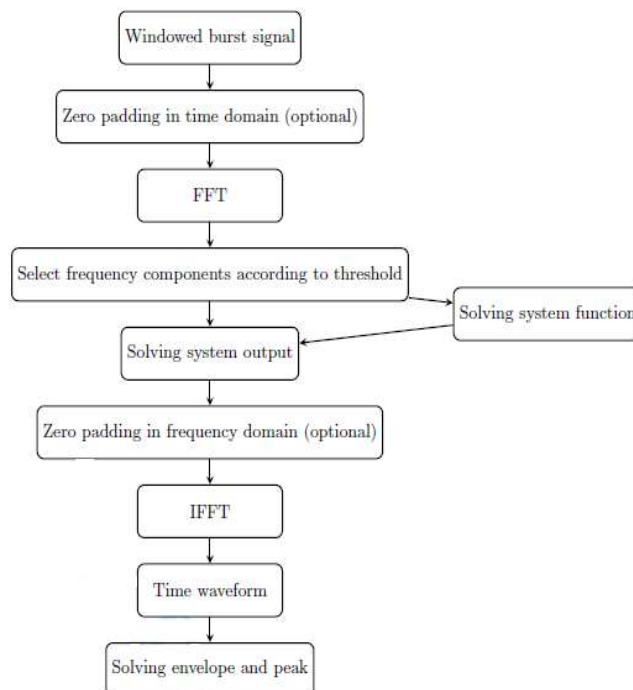 Windowed burst signal
Zero padding in time domain (optional)
FFT
Select frequency components according to threshold
Solving system function
Solving system output
Zero padding in frequency domain (optional)
IFFT
Time waveform
Solving envelope and peak